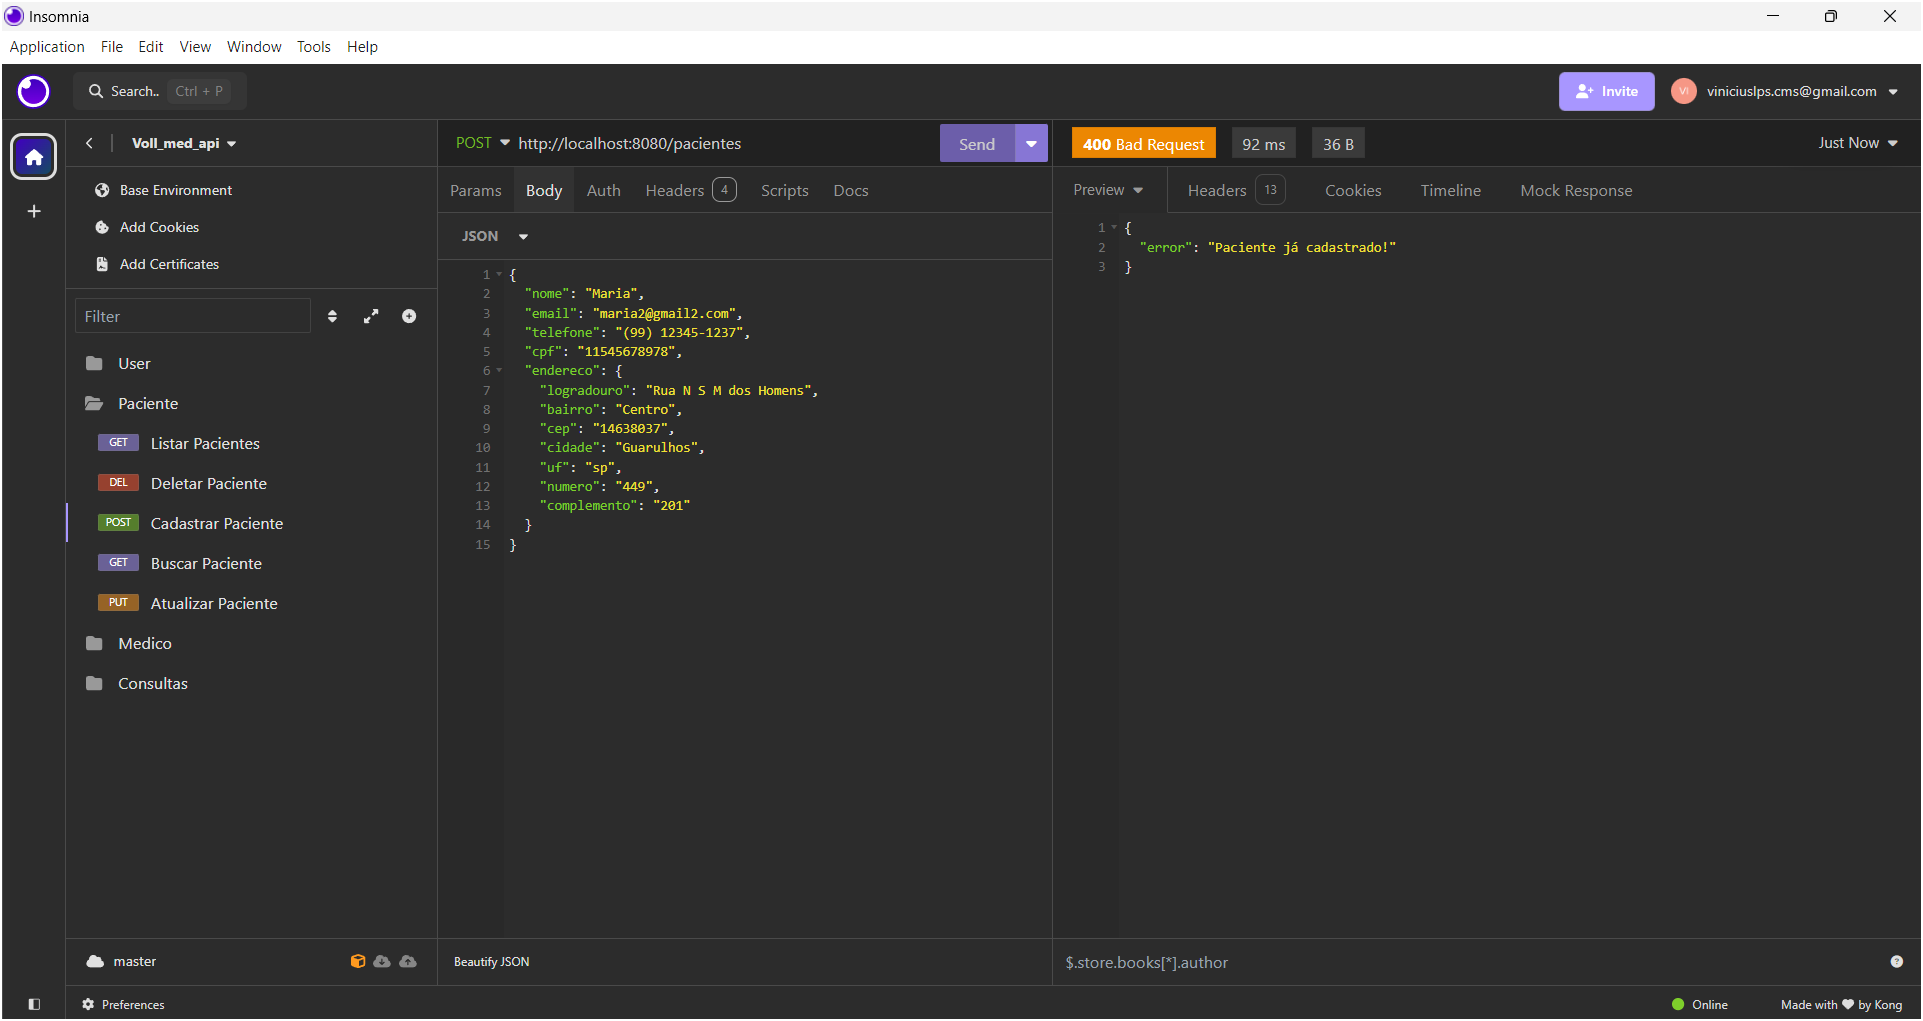 Insomnia
Application File Edit View Window Tools Help
Search.. Ctrl + P
Invite
VI viniciuslps.cms@gmail.com
Voll_med_api
Base Environment
Add Cookies
Add Certificates
Filter
User
Paciente
GET Listar Pacientes
DEL Deletar Paciente
POST Cadastrar Paciente
GET Buscar Paciente
PUT Atualizar Paciente
Medico
Consultas
master
Preferences
POST http://localhost:8080/pacientes Send
Params Body Auth Headers 4 Scripts Docs
JSON
1 {
2 "nome": "Maria",
3 "email": "maria2@gmail2.com",
4 "telefone": "(99) 12345-1237",
5 "cpf": "11545678978",
6 "endereco": {
7 "logradouro": "Rua N S M dos Homens",
8 "bairro": "Centro",
9 "cep": "14638037",
10 "cidade": "Guarulhos",
11 "uf": "sp",
12 "numero": "449",
13 "complemento": "201"
14 }
15 }
Beautify JSON
400 Bad Request 92 ms 36 B Just Now
Preview Headers 13 Cookies Timeline Mock Response
1 {
2 "error": "Paciente já cadastrado!"
3 }
$.store.books[*].author
Online Made with ♥ by Kong